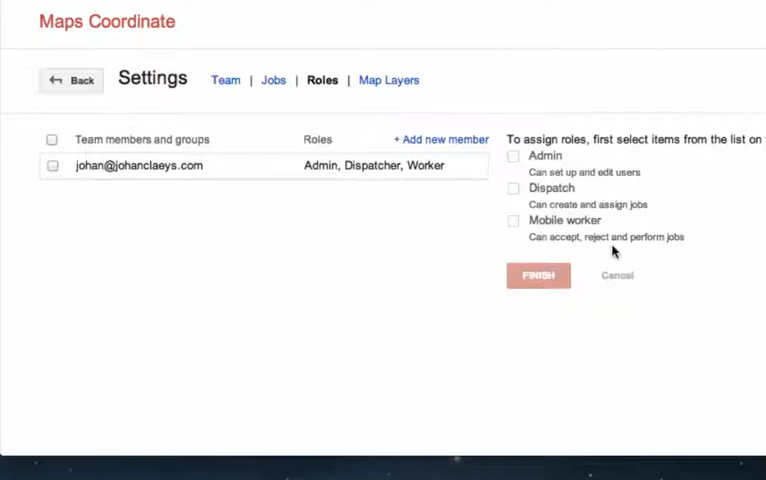 Maps Coordinate
Back Settings Team | Jobs | Roles | Map Layers
Team members and groups Roles + Add new member
johan@johanclaeys.com Admin, Dispatcher, Worker
To assign roles, first select items from the list on
Admin
Can set up and edit users
Dispatch
Can create and assign jobs
Mobile worker
Can accept, reject and perform jobs
FINISH Cancel